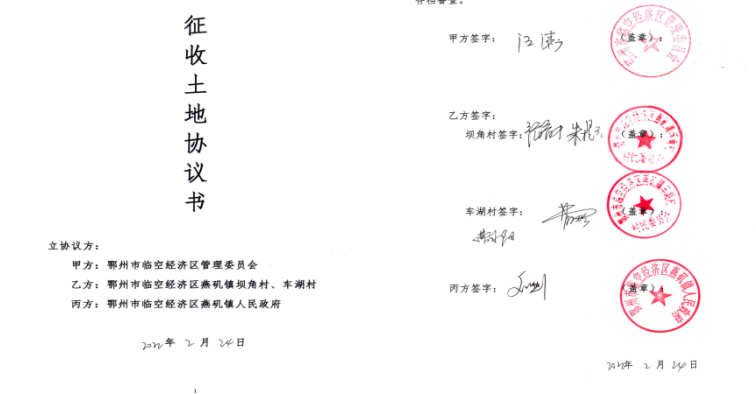 征收土地协议书
立协议方：
甲方：鄂州市临空经济区管理委员会
乙方：鄂州市临空经济区燕矶镇坝角村、车湖村
丙方：鄂州市临空经济区燕矶镇人民政府
2022年 2 月 24日
存档备查。
甲方签字：
（盖章）：
乙方签字：
坝角村签字：
（盖章）：
车湖村签字：
（盖章）：
丙方签字：
（盖章）：
2022年 2 月 24日